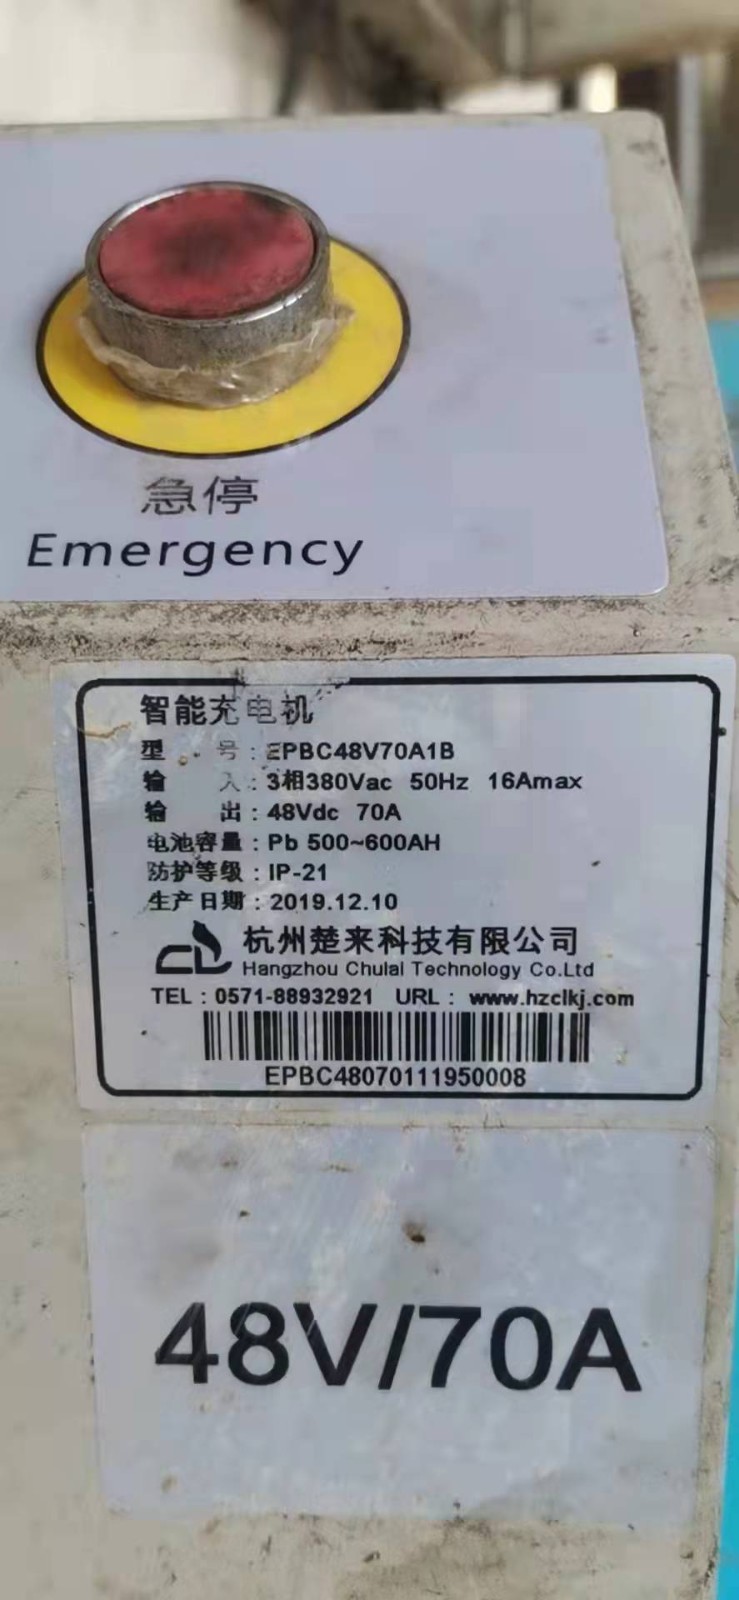 急停
Emergency
智能充电机
型 号：EPBC48V70A1B
输 入：3相380Vac 50Hz 16Amax
输 出：48Vdc 70A
电池容量：Pb 500~600AH
防护等级：IP-21
生产日期：2019.12.10
杭州楚来科技有限公司
Hangzhou Chulai Technology Co.Ltd
TEL：0571-88932921 URL：www.hzclkj.com
EPBC48070111950008
48V/70A